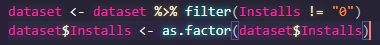 dataset <- dataset %>% filter(Installs != "0")
dataset$Installs <- as.factor(dataset$Installs)